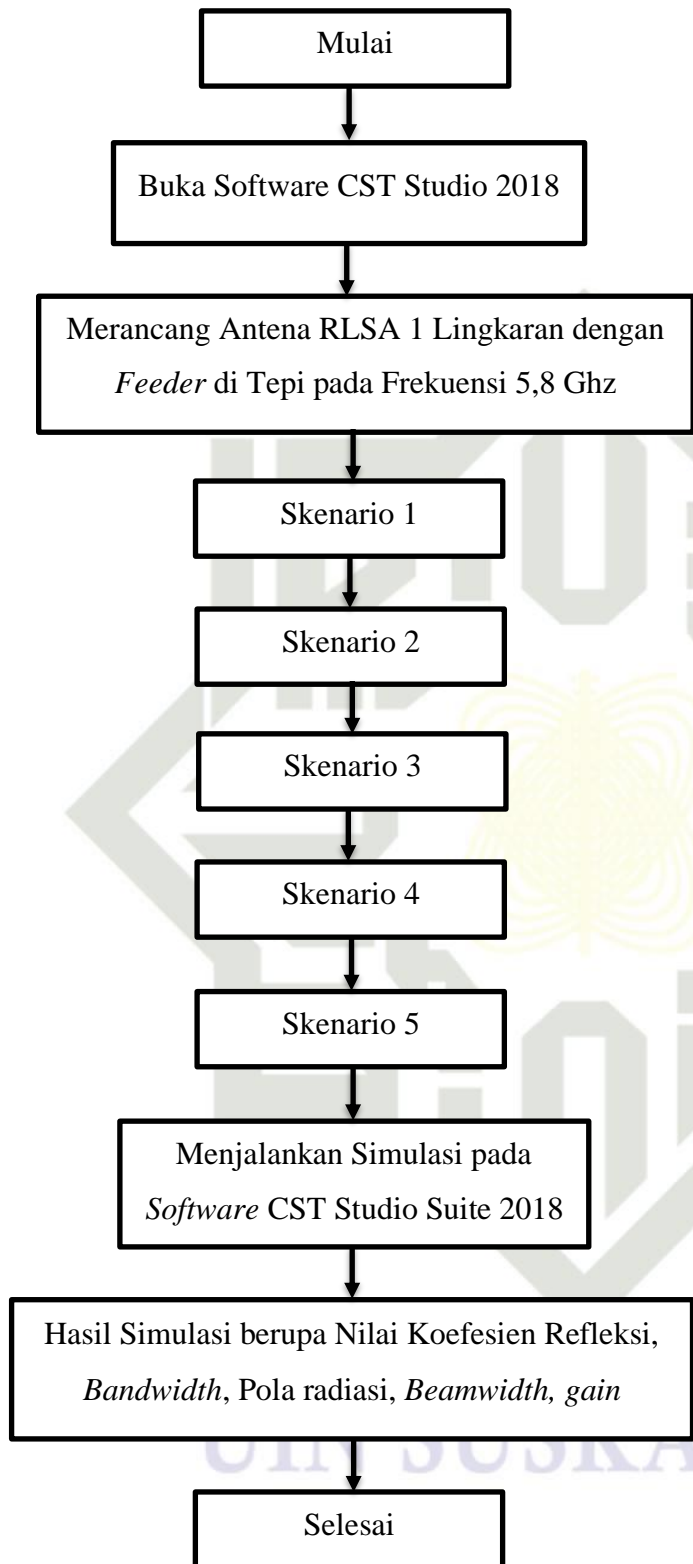 Mulai
Buka Software CST Studio 2018
Merancang Antena RLSA 1 Lingkaran dengan
Feeder di Tepi pada Frekuensi 5,8 Ghz
Skenario 1
Skenario 2
Skenario 3
Skenario 4
Skenario 5
Menjalankan Simulasi pada
Software CST Studio Suite 2018
Hasil Simulasi berupa Nilai Koefesien Refleksi,
Bandwidth, Pola radiasi, Beamwidth, gain
UIN SUSKA
Selesai